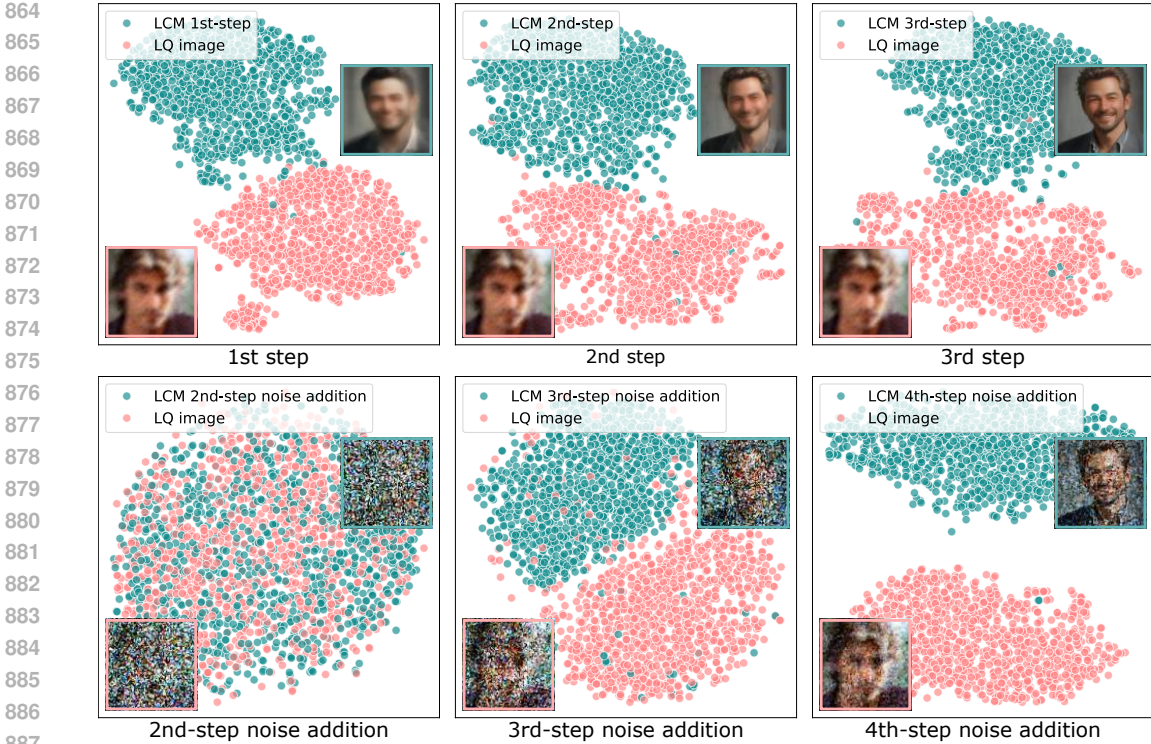 864
865
866
867
868
869
870
871
872
873
874
875
876
877
878
879
880
881
882
883
884
885
886
887
LCM 1st-step
LQ image
1st step
LCM 2nd-step
LQ image
2nd step
LCM 3rd-step
LQ image
3rd step
LCM 2nd-step noise addition
LQ image
2nd-step noise addition
LCM 3rd-step noise addition
LQ image
3rd-step noise addition
LCM 4th-step noise addition
LQ image
4th-step noise addition